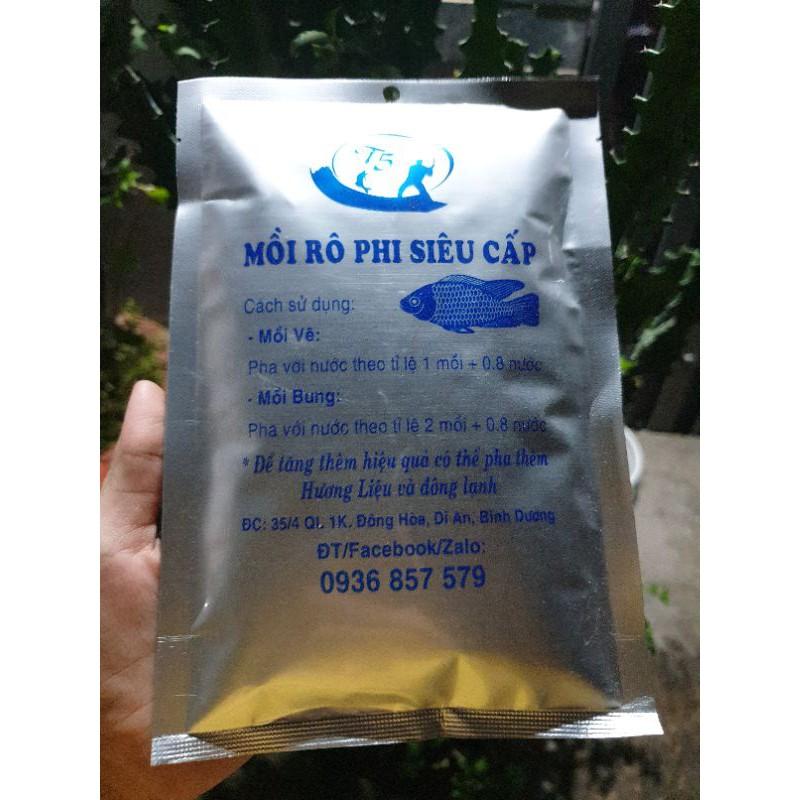 T5
MỒI RÔ PHI SIÊU CẤP
Cách sử dụng:
- Mồi Vê:
Pha với nước theo tỉ lệ 1 mồi + 0.8 nước
- Mồi Bung:
Pha với nước theo tỉ lệ 2 mồi + 0.8 nước
* Để tăng thêm hiệu quả có thể pha thêm
Hương Liệu và đông lạnh
ĐC: 35/4 QL 1K, Đông Hòa, Dĩ An, Bình Dương
ĐT/Facebook/Zalo:
0936 857 579